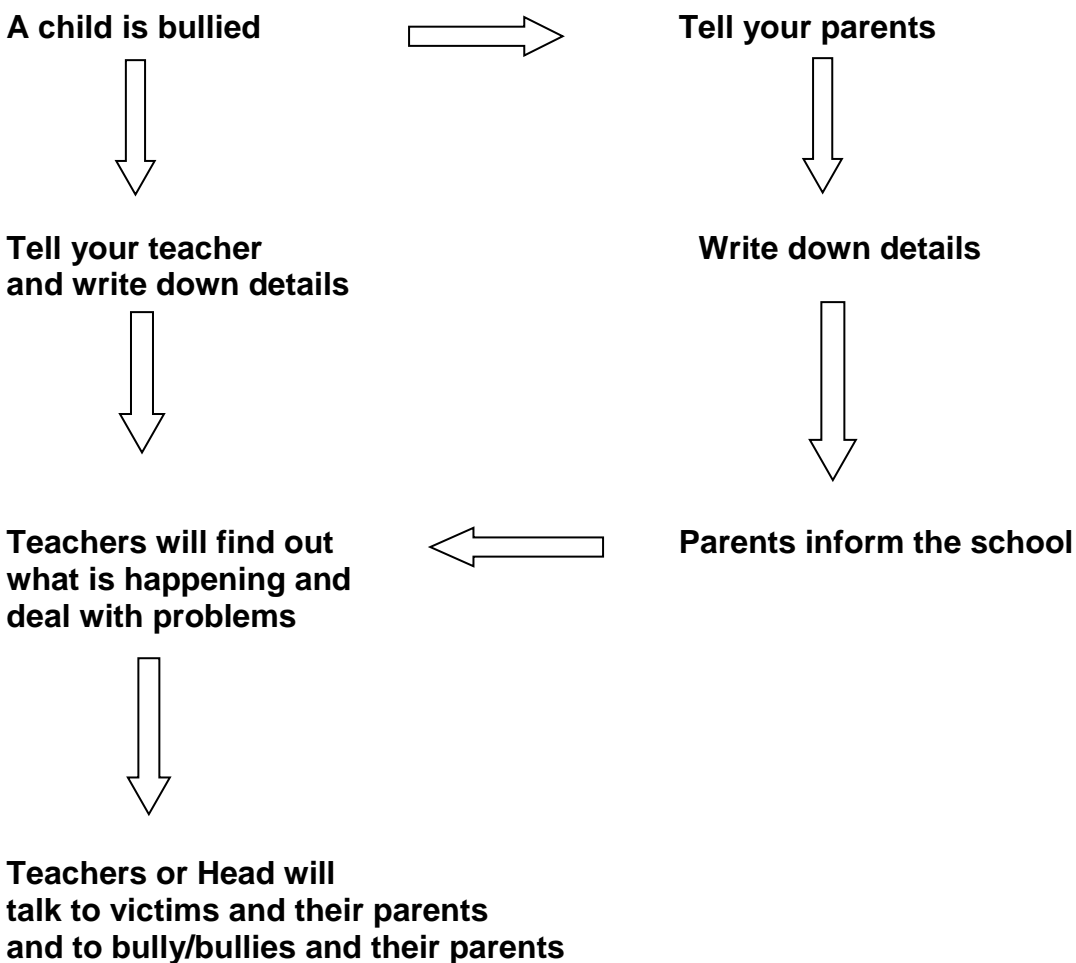 A child is bullied
Tell your parents
Tell your teacher
and write down details
Write down details
Teachers will find out
what is happening and
deal with problems
Parents inform the school
Teachers or Head will
talk to victims and their parents
and to bully/bullies and their parents